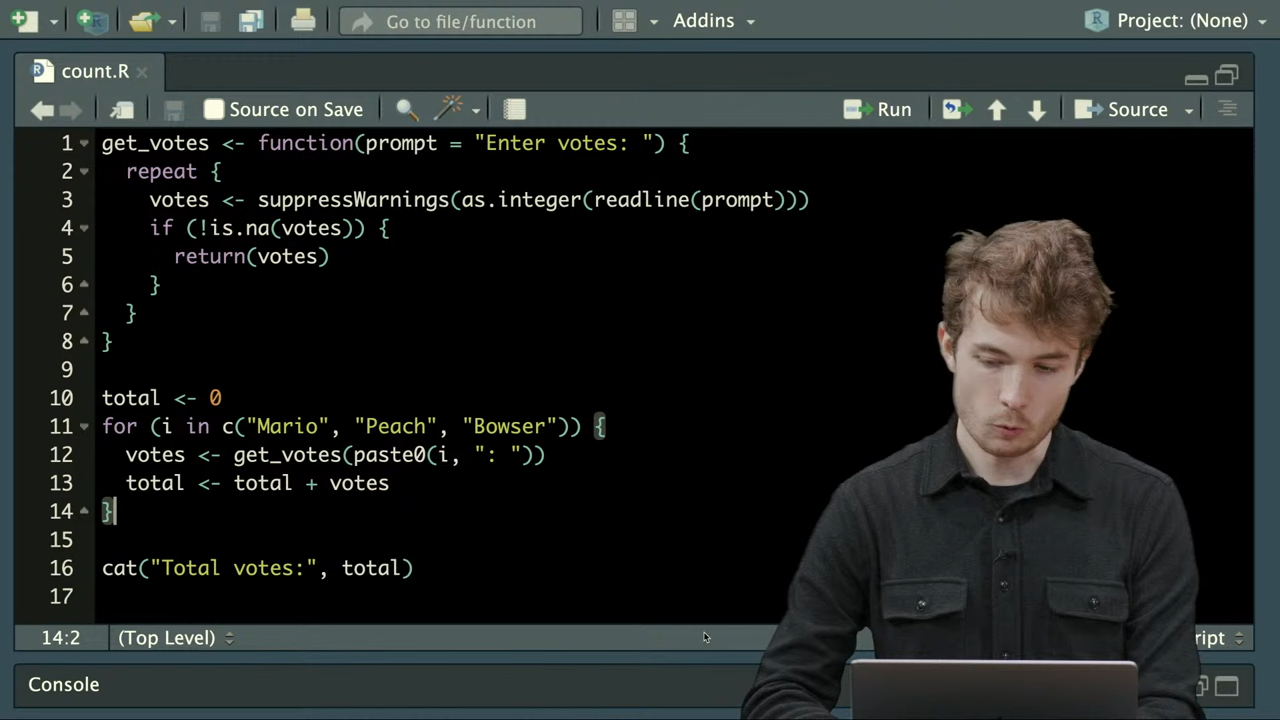 Go to file/function
Addins
Project: (None)
count.R
Source on Save
Run
Source
1 get_votes <- function(prompt = "Enter votes: ") {
2 repeat {
3 votes <- suppressWarnings(as.integer(readline(prompt)))
4 if (!is.na(votes)) {
5 return(votes)
6 }
7 }
8 }
9
10 total <- 0
11 for (i in c("Mario", "Peach", "Bowser")) {
12 votes <- get_votes(paste0(i, ": "))
13 total <- total + votes
14 }
15
16 cat("Total votes:", total)
17
14:2 (Top Level)
Console